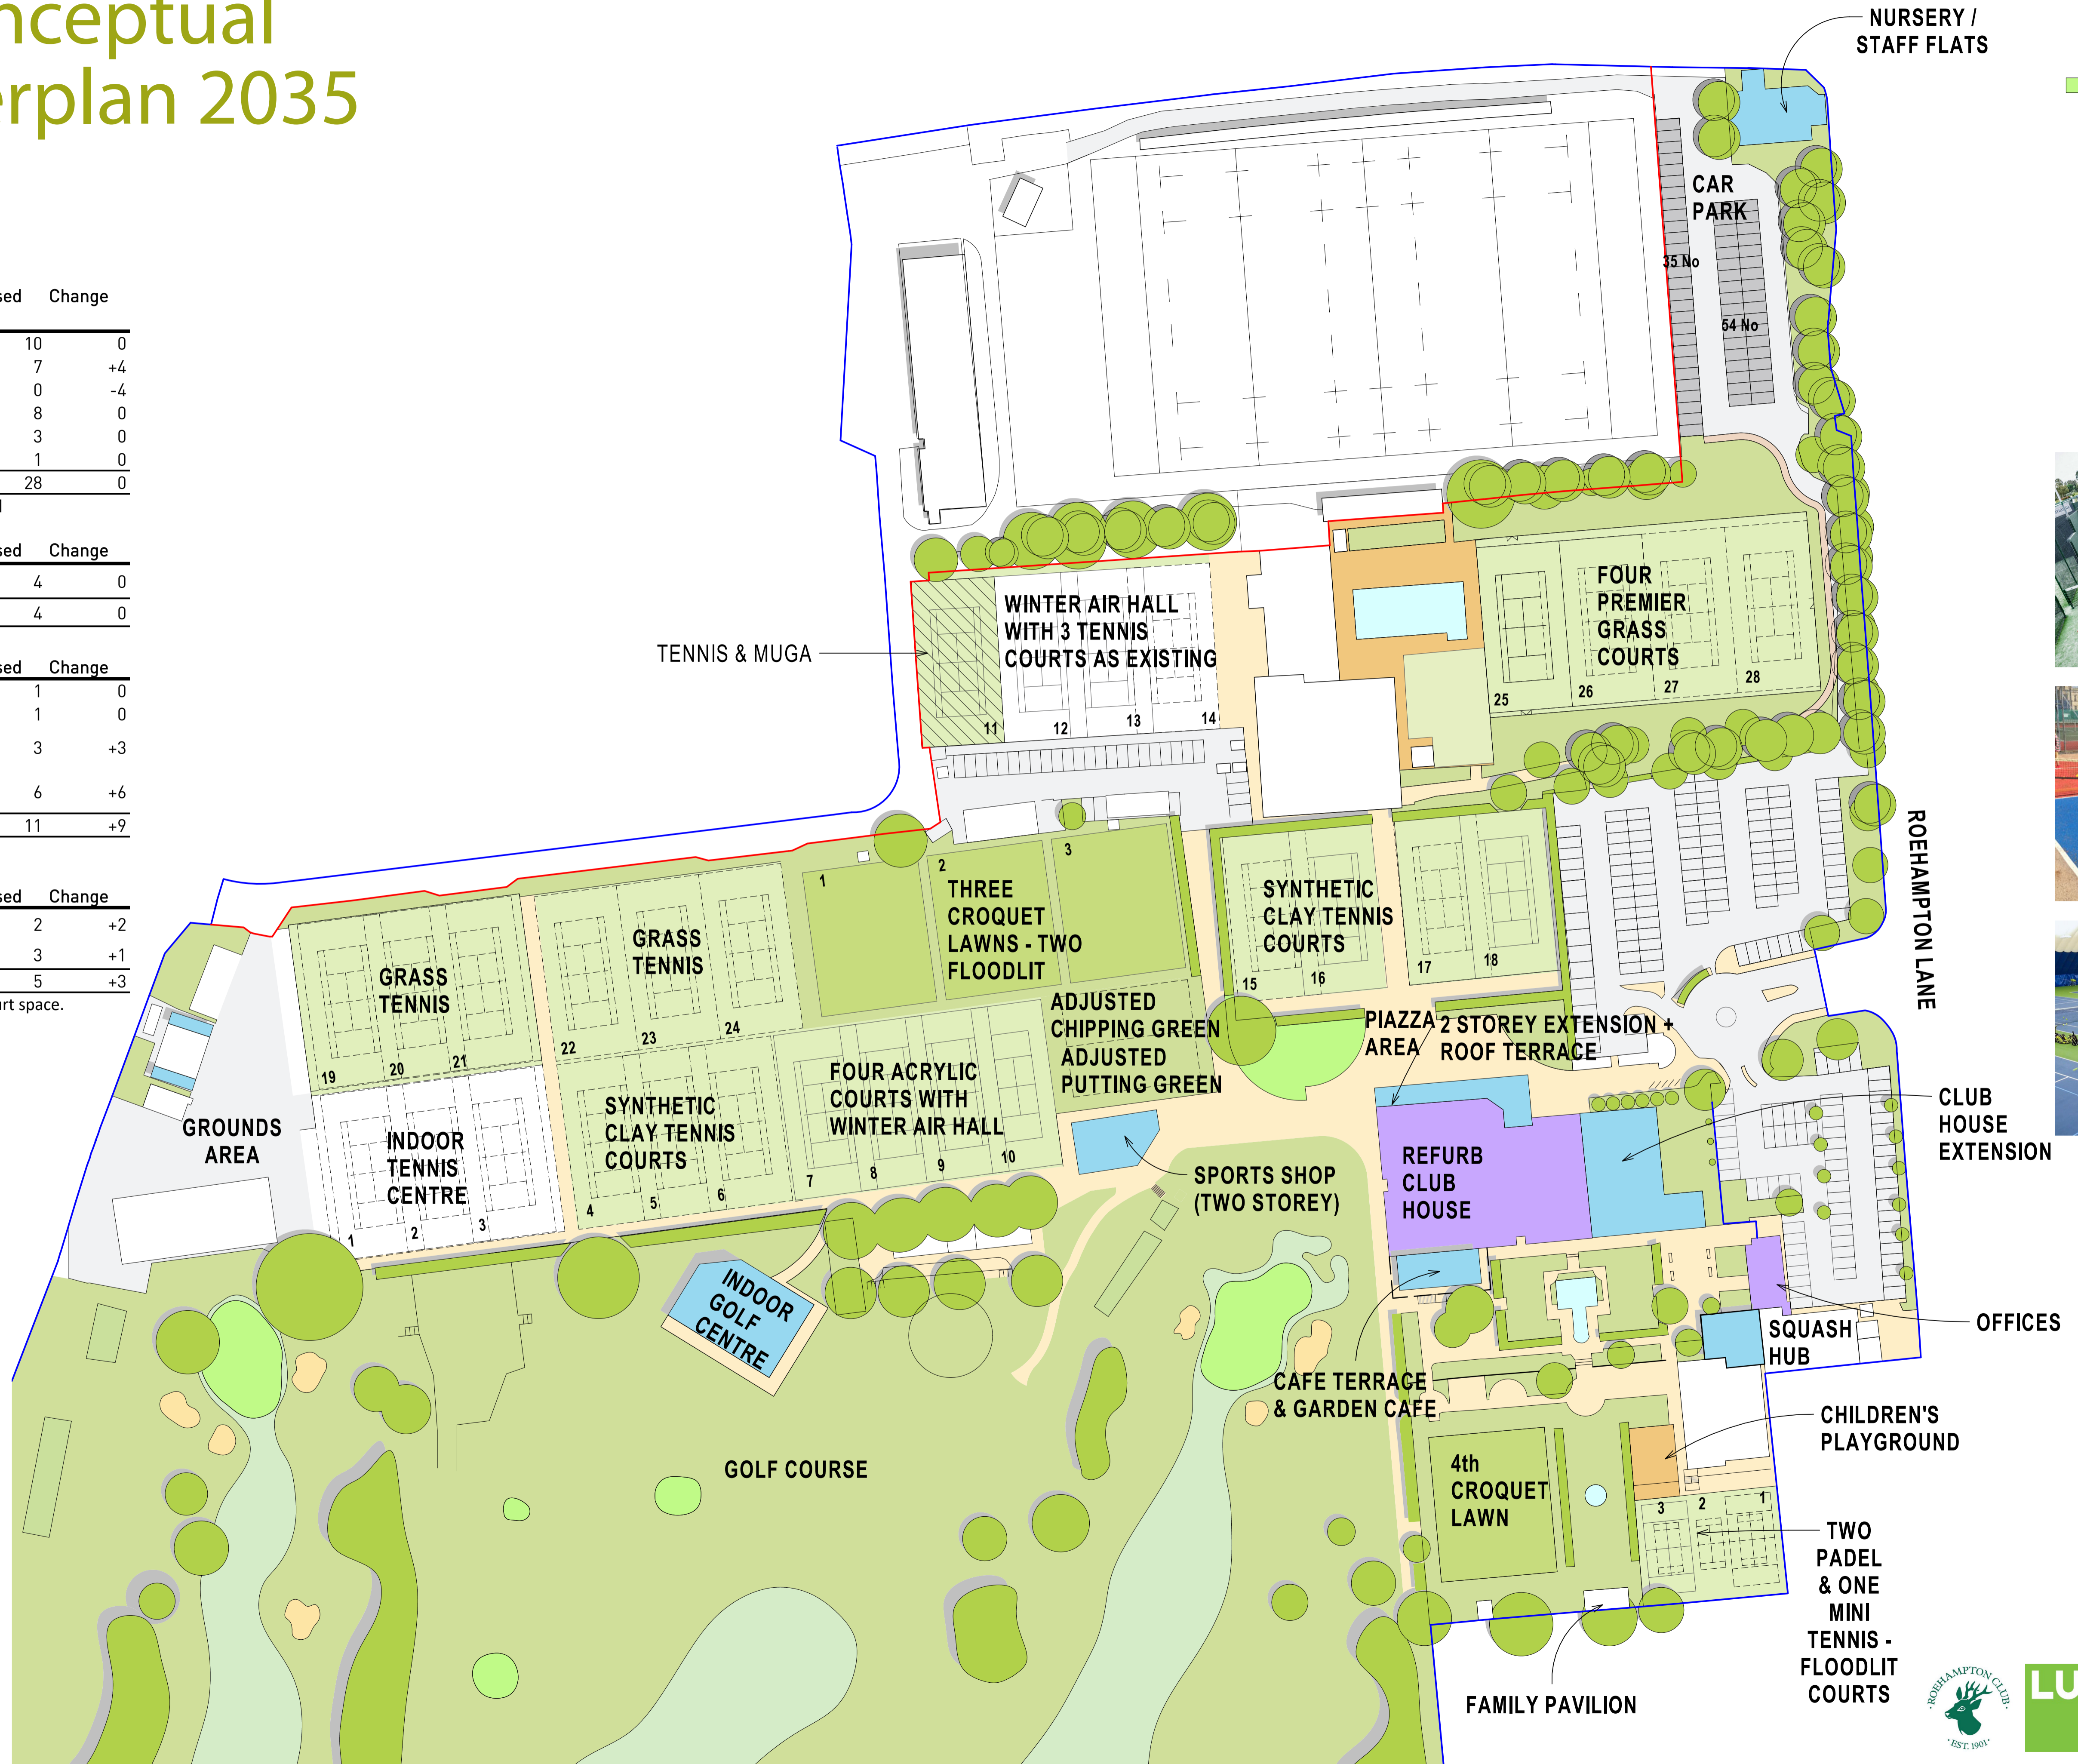 nceptual
erplan 2035
sed Change
10 0
7 +4
0 -4
8 0
3 0
1 0
28 0
sed Change
4 0
4 0
sed Change
1 0
1 0
3 +3
6 +6
11 +9
sed Change
2 +2
3 +1
5 +3
rt space.
NURSERY /
STAFF FLATS
CAR
PARK
35 No
54 No
TENNIS & MUGA
WINTER AIR HALL
WITH 3 TENNIS
COURTS AS EXISTING
11
12
13
14
FOUR
PREMIER
GRASS
COURTS
25
26
27
28
ROEHAMPTON LANE
1
2
3
THREE
CROQUET
LAWNS - TWO
FLOODLIT
SYNTHETIC
CLAY TENNIS
COURTS
15
16
17
18
GRASS
TENNIS
19
20
21
GRASS
TENNIS
22
23
24
ADJUSTED
CHIPPING GREEN
ADJUSTED
PUTTING GREEN
PIAZZA
AREA
2 STOREY EXTENSION +
ROOF TERRACE
GROUNDS
AREA
INDOOR
TENNIS
CENTRE
1
2
3
SYNTHETIC
CLAY TENNIS
COURTS
4
5
6
FOUR ACRYLIC
COURTS WITH
WINTER AIR HALL
7
8
9
10
SPORTS SHOP
(TWO STOREY)
REFURB
CLUB
HOUSE
CLUB
HOUSE
EXTENSION
INDOOR
GOLF
CENTRE
OFFICES
SQUASH
HUB
CAFE TERRACE
& GARDEN CAFE
CHILDREN'S
PLAYGROUND
GOLF COURSE
4th
CROQUET
LAWN
3
2
1
TWO
PADEL
& ONE
MINI
TENNIS -
FLOODLIT
COURTS
FAMILY PAVILION
ROEHAMPTON CLUB
EST. 1901
LU